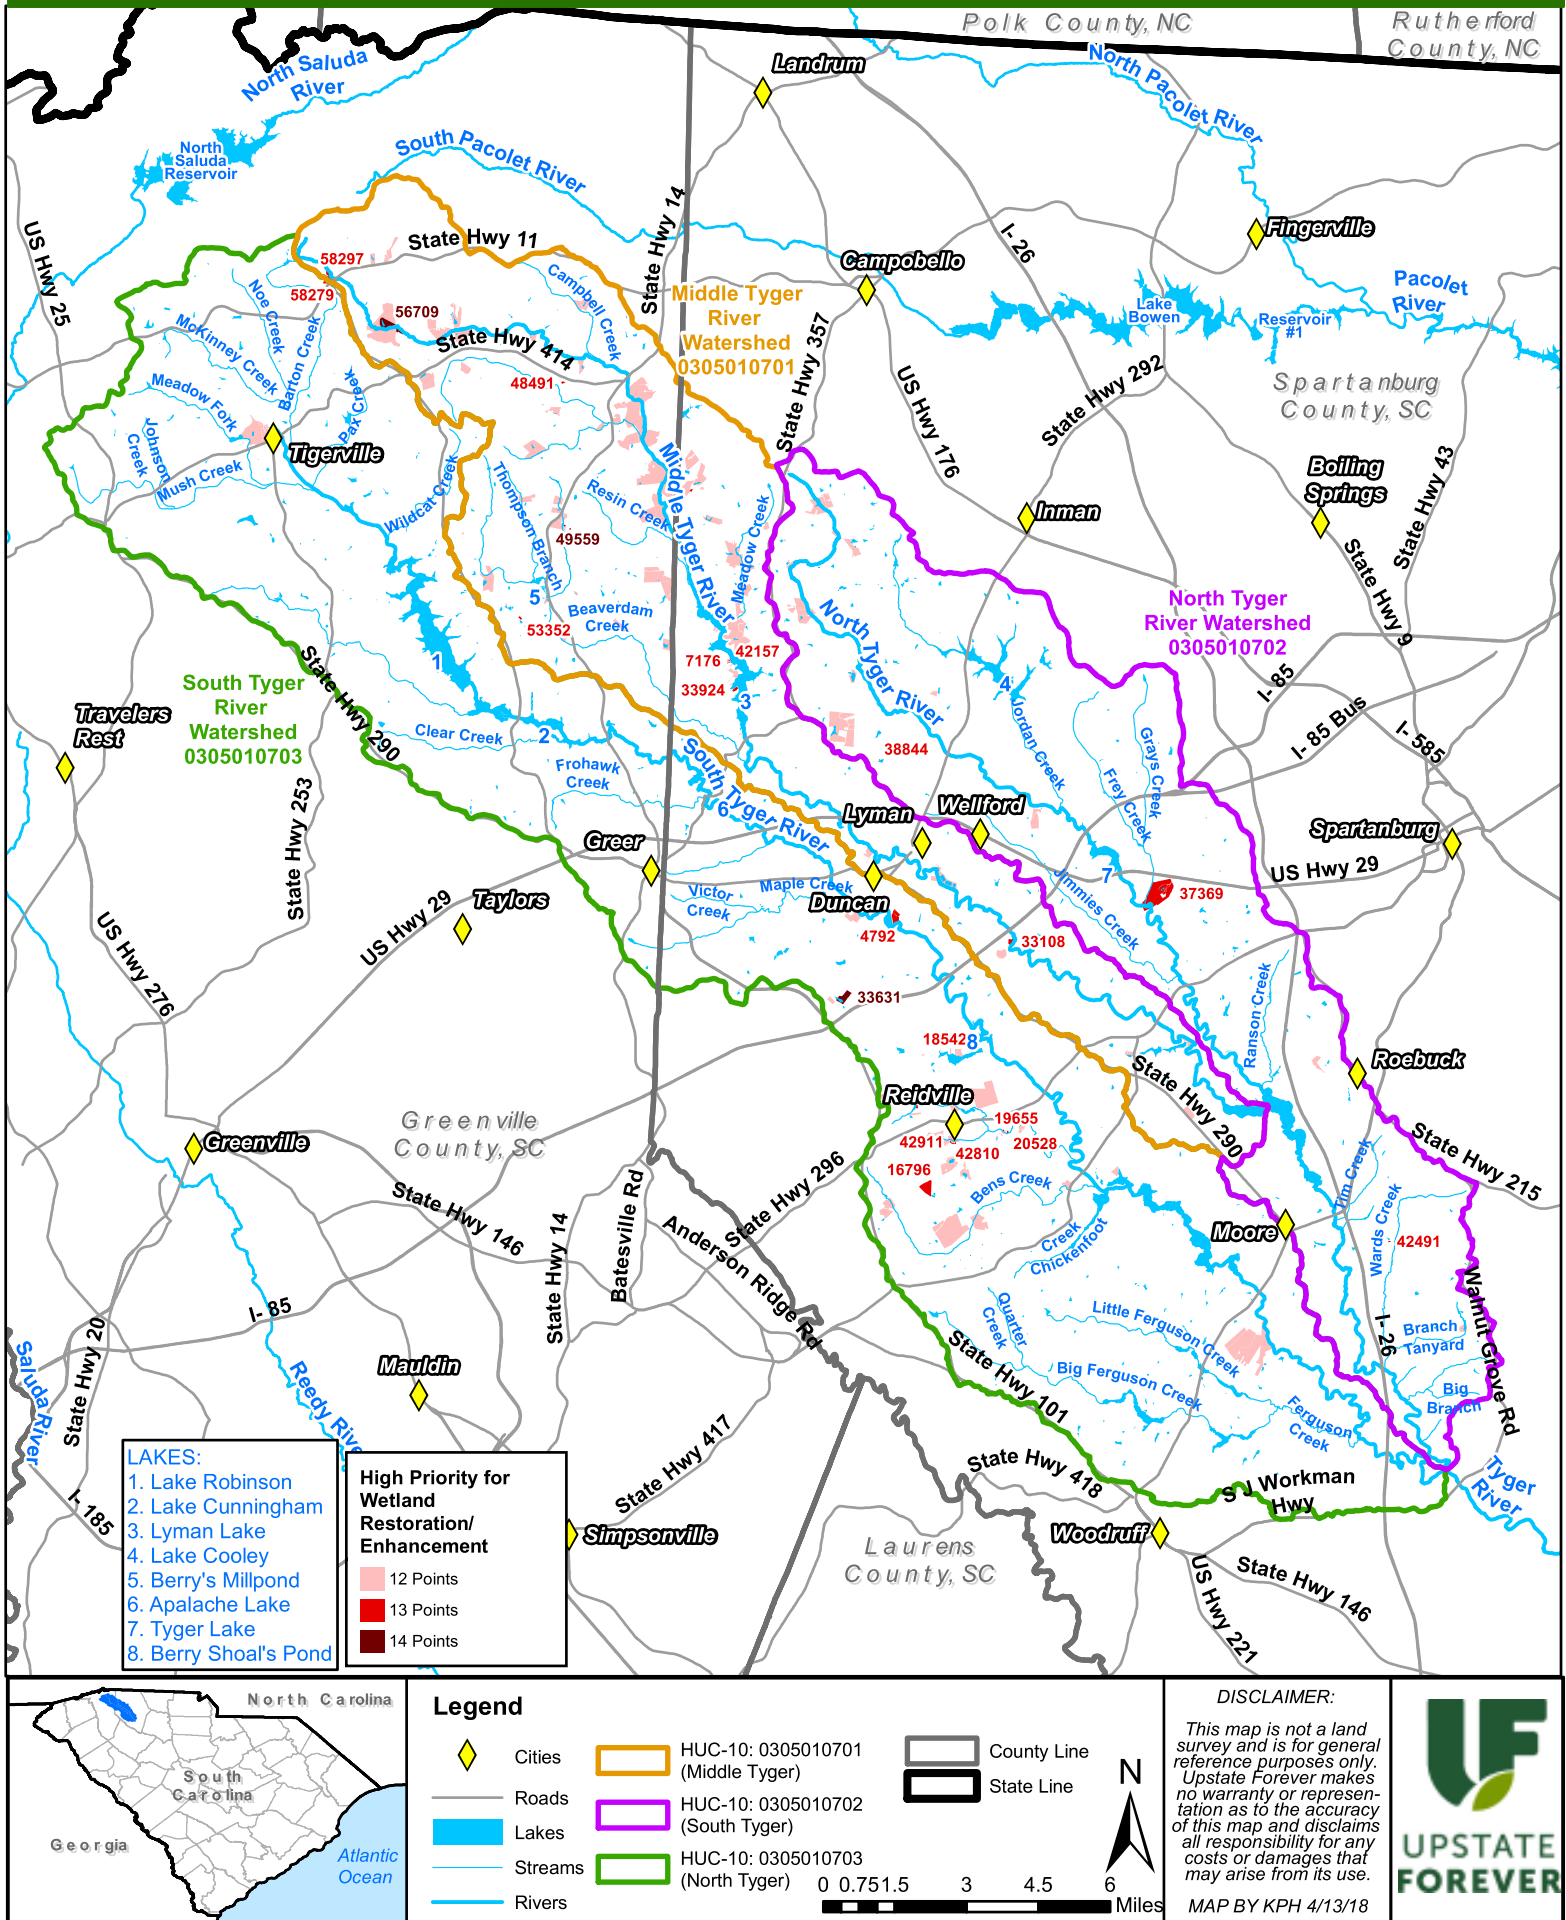 Polk County, NC
Rutherford
County, NC
North Saluda
River
Landrum
North Pacolet River
North
Saluda
Reservoir
South Pacolet River
US Hwy 25
State Hwy 14
State Hwy 11
I- 26
Fingerville
Campobello
58297
58279
Noe Creek
Campbell Creek
Middle Tyger
River
Watershed
0305010701
Pacolet
River
Lake
Bowen
Reservoir
#1
56709
McKinney Creek
Barton Creek
State Hwy 414
State Hwy 357
US Hwy 176
State Hwy 292
Spartanburg
County, SC
Meadow Fork
Pax Creek
48491
Johnson
Creek
Mush Creek
Tigerville
Wildcat Creek
Thompson Branch
Resin Creek
Middle Tyger River
Meadow Creek
Inman
Boiling
Springs
State Hwy 43
State Hwy 9
49559
5
Beaverdam
Creek
53352
North Tyger River
North Tyger
River Watershed
0305010702
1
7176
42157
33924
3
4
South Tyger
River
Watershed
0305010703
State Hwy 290
Travelers
Rest
Clear Creek
2
Frohawk
Creek
South Tyger River
6
38844
Jordan Creek
Frey Creek
Grays Creek
I- 85
I- 85 Bus
I- 585
State Hwy 253
Greer
Lyman
Wellford
Spartanburg
US Hwy 29
7
37369
Taylors
US Hwy 29
Victor
Creek
Maple Creek
Duncan
4792
Jimmies Creek
33108
US Hwy 276
33631
Ranson Creek
18542
8
Roebuck
Reidville
State Hwy 290
Greenville
County, SC
Greenville
19655
42911
20528
42810
16796
Bens Creek
State Hwy 215
Tim Creek
Wards Creek
State Hwy 146
State Hwy 14
Batesville Rd
State Hwy 296
Anderson Ridge Rd
Creek
Chickenfoot
Moore
42491
Walnut Grove Rd
I- 85
State Hwy 20
Saluda River
Reedy River
Mauldin
Quarter
Creek
State Hwy 101
Little Ferguson Creek
Big Ferguson Creek
Ferguson
Creek
I- 26
Branch
Tanyard
Big
Branch
I- 185
State Hwy 417
State Hwy 418
S J Workman
Hwy
Tyger
River
Simpsonville
Laurens
County, SC
Woodruff
US Hwy 221
State Hwy 146
LAKES:
1. Lake Robinson
2. Lake Cunningham
3. Lyman Lake
4. Lake Cooley
5. Berry's Millpond
6. Apalache Lake
7. Tyger Lake
8. Berry Shoal's Pond
High Priority for
Wetland
Restoration/
Enhancement
12 Points
13 Points
14 Points
North Carolina
South
Carolina
Georgia
Atlantic
Ocean
Legend
Cities
Roads
Lakes
Streams
Rivers
HUC-10: 0305010701
(Middle Tyger)
HUC-10: 0305010702
(South Tyger)
HUC-10: 0305010703
(North Tyger)
County Line
State Line
N
0 0.75 1.5 3 4.5 6
Miles
DISCLAIMER:
This map is not a land
survey and is for general
reference purposes only.
Upstate Forever makes
no warranty or represen-
tation as to the accuracy
of this map and disclaims
all responsibility for any
costs or damages that
may arise from its use.
MAP BY KPH 4/13/18
UF
UPSTATE
FOREVER